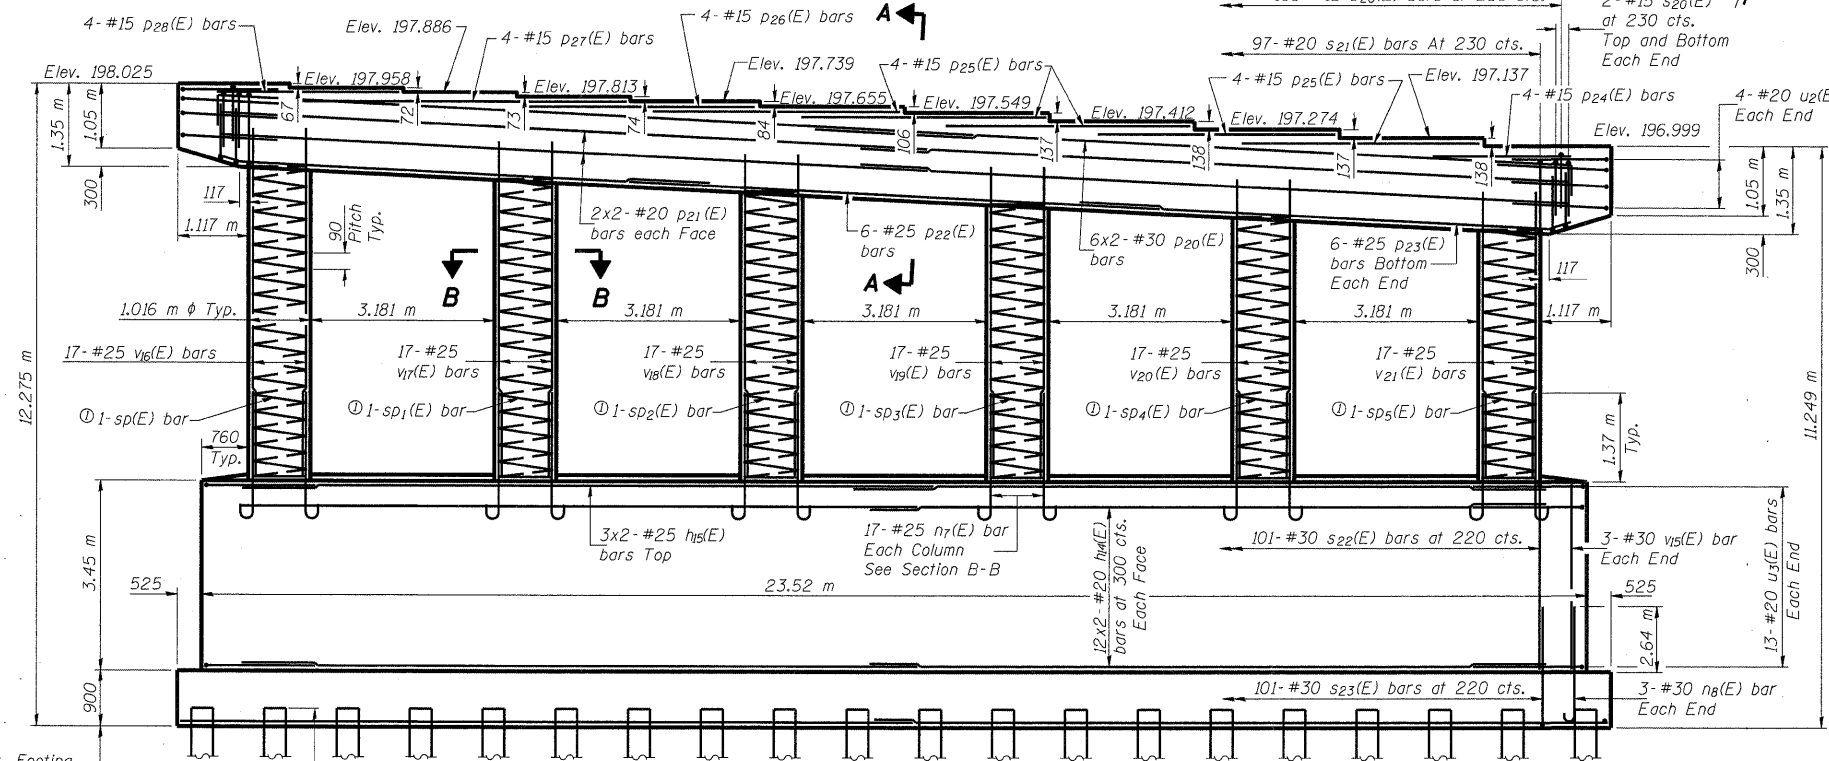 4-#15 p28(E) bars
Elev. 197.886
4-#15 p27(E) bars
4-#15 p26(E) bars
A
97-#20 s21(E) bars At 230 cts.
2-#15 s20(E)
at 230 cts.
Top and Bottom
Each End
Elev. 198.025
Elev. 197.958
Elev. 197.813
Elev. 197.739
4-#15 p25(E) bars
Elev. 197.655
Elev. 197.549
Elev. 197.412
4-#15 p25(E) bars
Elev. 197.274
Elev. 197.137
4-#15 p24(E) bars
4-#20 u2(E
Each End
Elev. 196.999
67
72
73
74
84
106
137
138
137
138
1.35 m
1.05 m
300
117
1.117 m
90
Pitch
Typ.
2x2-#20 p21(E)
bars each Face
6-#25 p22(E)
bars
6x2-#30 p20(E)
bars
6-#25 p23(E)
bars Bottom
Each End
1.05 m
1.35 m
300
117
B
B
A
1.016 m ϕ Typ.
3.181 m
3.181 m
3.181 m
3.181 m
3.181 m
1.117 m
17-#25 v16(E) bars
17-#25
v17(E) bars
17-#25
v18(E) bars
17-#25
v19(E) bars
17-#25
v20(E) bars
17-#25
v21(E) bars
12.275 m
11.249 m
① 1-sp(E) bar
① 1-sp1(E) bar
① 1-sp2(E) bar
① 1-sp3(E) bar
① 1-sp4(E) bar
① 1-sp5(E) bar
760
Typ.
1.37 m
Typ.
3x2-#25 h15(E)
bars Top
17-#25 n7(E) bar
Each Column
See Section B-B
12x2-#20 h14(E)
bars at 300 cts.
Each Face
101-#30 s22(E) bars at 220 cts.
3-#30 v15(E) bar
Each End
13-#20 u3(E) bars
Each End
3.45 m
525
23.52 m
525
2.64 m
900
101-#30 s23(E) bars at 220 cts.
3-#30 n8(E) bar
Each End
Footing